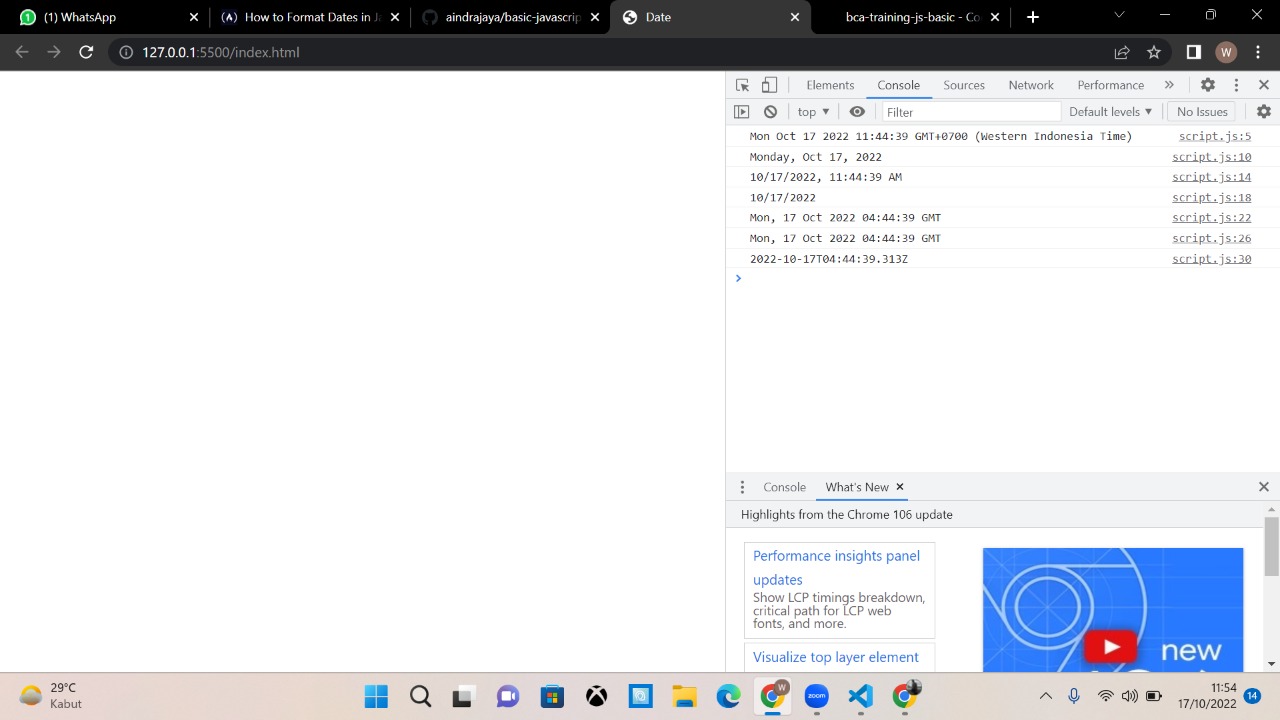 (1) WhatsApp
How to Format Dates in Ja
aindrajaya/basic-javascrip
Date
bca-training-js-basic - Co
127.0.0.1:5500/index.html
W
Elements Console Sources Network Performance
top Filter Default levels No Issues
Mon Oct 17 2022 11:44:39 GMT+0700 (Western Indonesia Time) script.js:5
Monday, Oct 17, 2022 script.js:10
10/17/2022, 11:44:39 AM script.js:14
10/17/2022 script.js:18
Mon, 17 Oct 2022 04:44:39 GMT script.js:22
Mon, 17 Oct 2022 04:44:39 GMT script.js:26
2022-10-17T04:44:39.313Z script.js:30
Console What's New
Highlights from the Chrome 106 update
Performance insights panel
updates
Show LCP timings breakdown,
critical path for LCP web
fonts, and more.
Visualize top layer element
new
29°C
Kabut
W
zoom
11:54
17/10/2022
14